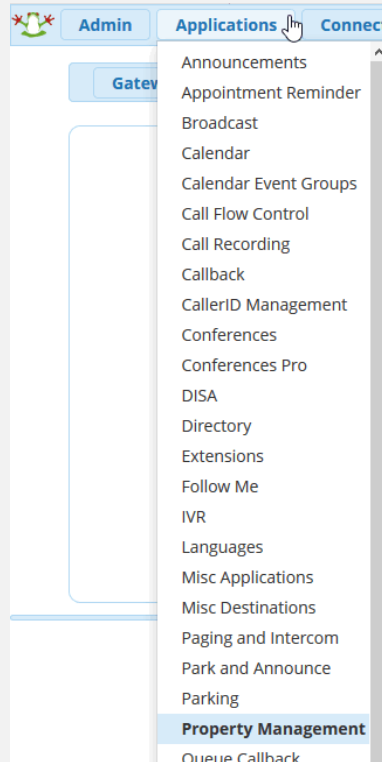 Admin Applications Connect
Gatew
Announcements
Appointment Reminder
Broadcast
Calendar
Calendar Event Groups
Call Flow Control
Call Recording
Callback
CallerID Management
Conferences
Conferences Pro
DISA
Directory
Extensions
Follow Me
IVR
Languages
Misc Applications
Misc Destinations
Paging and Intercom
Park and Announce
Parking
Property Management
Queue Callback